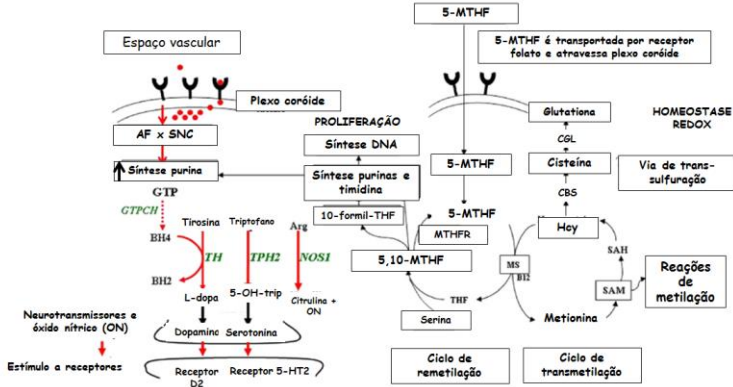 5-MTHF
Espaço vascular
5-MTHF é transportada por receptor
folato e atravessa plexo coróide
Plexo coróide
Glutationa
HOMEOSTASE
REDOX
PROLIFERAÇÃO
AF x SNC
Síntese DNA
CGL
Síntese purina
5-MTHF
Cisteína
Via de trans-
sulfuração
Síntese purinas e
timidina
GTP
CBS
GTPCH
Tirosina
Triptofano
Arg
10-formil-THF
5-MTHF
MTHFR
Hcy
BH4
TH
TPH2
NOS1
5,10-MTHF
MS
B12
SAH
BH2
SAM
Reações
de
metilação
L-dopa
5-OH-trip
Citrulina +
ON
THF
Metionina
Serina
Neurotransmissores e
óxido nítrico (ON)
Dopamina
Serotonina
Estímulo a receptores
Receptor
D2
Receptor 5-HT2
Ciclo de
remetilação
Ciclo de
transmetilação